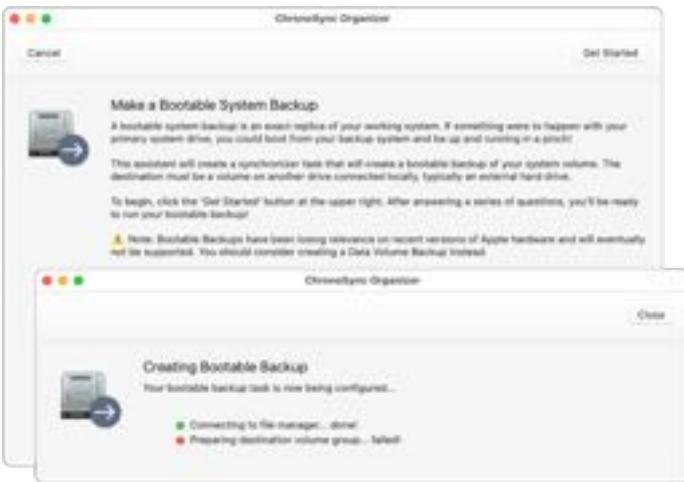 ChronoSync Organizer
Cancel
Get Started
Make a Bootable System Backup
A bootable system backup is an exact replica of your working system. If something were to happen with your
primary system drive, you could boot from your backup system and be up and running in a pinch!
This assistant will create a synchronizer task that will create a bootable backup of your system volume. The
destination must be a volume on another drive connected locally, typically an external hard drive.
To begin, click the 'Get Started' button at the upper right. After answering a series of questions, you'll be ready
to run your bootable backup!
Note: Bootable Backups have been losing relevance on recent versions of Apple hardware and will eventually
not be supported. You should consider creating a Data Volume Backup instead.
ChronoSync Organizer
Close
Creating Bootable Backup
Your bootable backup task is now being configured...
Connecting to file manager... done!
Preparing destination volume group... failed!